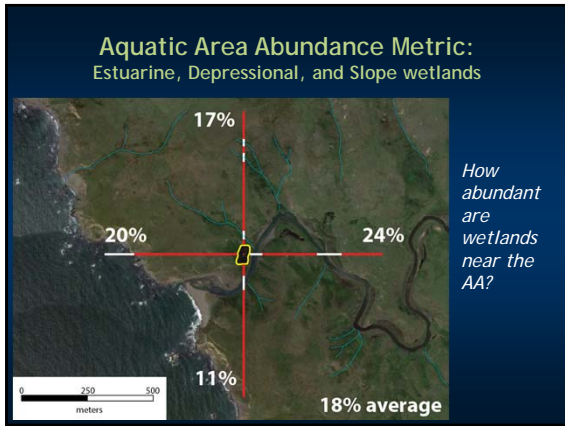 Aquatic Area Abundance Metric:
Estuarine, Depressional, and Slope wetlands
17%
20%
24%
11%
18% average
0 250 500
meters
How
abundant
are
wetlands
near the
AA?